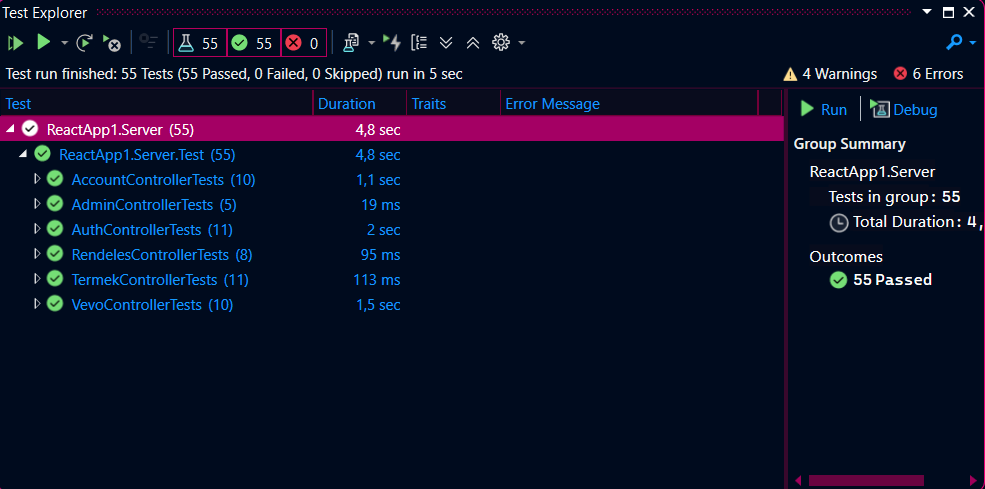 Test Explorer
55 55 0
Test run finished: 55 Tests (55 Passed, 0 Failed, 0 Skipped) run in 5 sec 4 Warnings 6 Errors
Test Duration Traits Error Message
ReactApp1.Server (55) 4,8 sec
ReactApp1.Server.Test (55) 4,8 sec
AccountControllerTests (10) 1,1 sec
AdminControllerTests (5) 19 ms
AuthControllerTests (11) 2 sec
RendelesControllerTests (8) 95 ms
TermekControllerTests (11) 113 ms
VevoControllerTests (10) 1,5 sec
Run Debug
Group Summary
ReactApp1.Server
Tests in group: 55
Total Duration: 4,
Outcomes
55 Passed